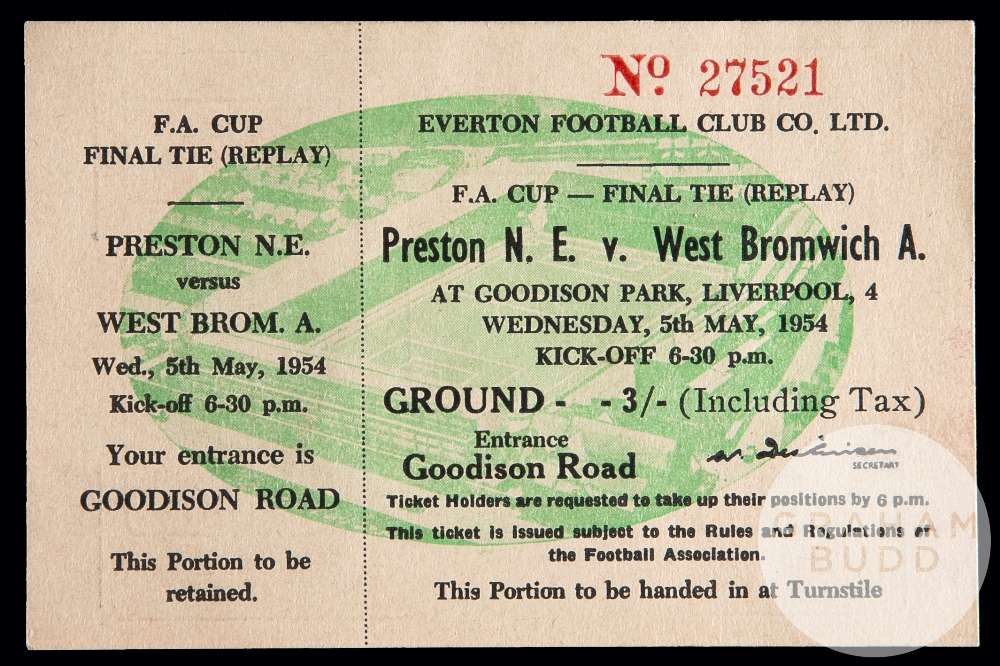 F.A. CUP
FINAL TIE (REPLAY)
PRESTON N.E.
versus
WEST BROM. A.
Wed., 5th May, 1954
Kick-off 6-30 p.m.
Your entrance is
GOODISON ROAD
This Portion to be
retained.
No. 27521
EVERTON FOOTBALL CLUB CO. LTD.
F.A. CUP — FINAL TIE (REPLAY)
Preston N. E. v. West Bromwich A.
AT GOODISON PARK, LIVERPOOL, 4
WEDNESDAY, 5th MAY, 1954
KICK-OFF 6-30 p.m.
GROUND - - 3/- (Including Tax)
Entrance
Goodison Road
SECRETARY
Ticket Holders are requested to take up their positions by 6 p.m.
This ticket is issued subject to the Rules and Regulations of
the Football Association.
This Portion to be handed in at Turnstile
GRAHAM
BUDD